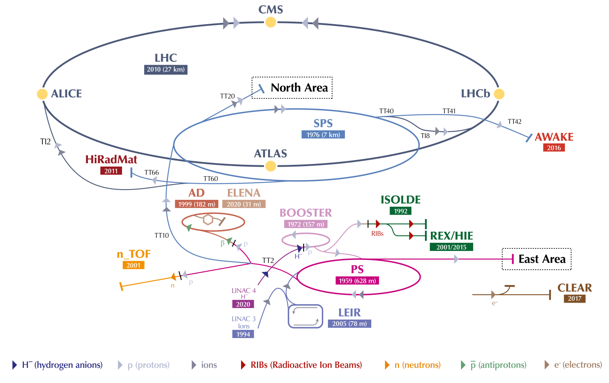 CMS
LHC
2010 (27 km)
ALICE
LHCb
TT20
North Area
TT40
TT41
TT42
SPS
1976 (7 km)
TI8
TI2
AWAKE
2016
ATLAS
HiRadMat
2011
TT66
TT60
AD
1999 (182 m)
ELENA
2020 (31 m)
ISOLDE
1992
BOOSTER
1972 (157 m)
RIBs
REX/HIE
2001/2015
TT10
p̅
p
p
H⁻
p
n_TOF
2001
TT2
East Area
PS
1959 (628 m)
n
p
LINAC 4
H⁻
2020
CLEAR
2017
e⁻
LINAC 3
Ions
1994
LEIR
2005 (78 m)
H⁻ (hydrogen anions)
p (protons)
ions
RIBs (Radioactive Ion Beams)
n (neutrons)
p̅ (antiprotons)
e⁻ (electrons)